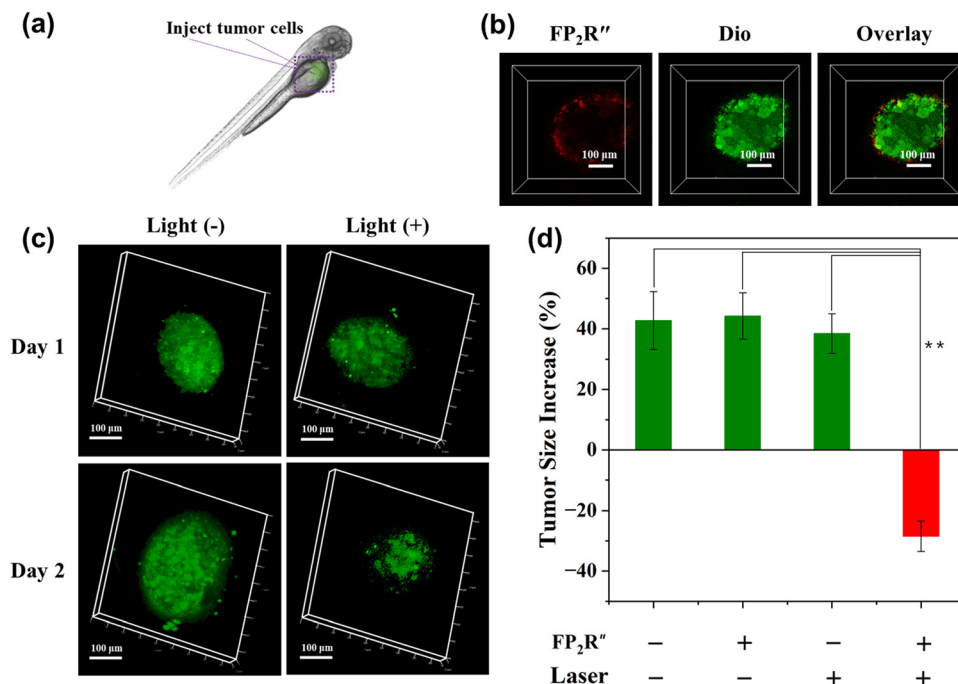 (a)
Inject tumor cells
(b)
FP₂R″ Dio Overlay
100 μm 100 μm 100 μm
(c)
Light (-) Light (+)
Day 1
100 μm 100 μm
Day 2
100 μm 100 μm
(d)
Tumor Size Increase (%)
60
40
20
0
−20
−40
−60
**
FP₂R″ − + − +
Laser − − + +